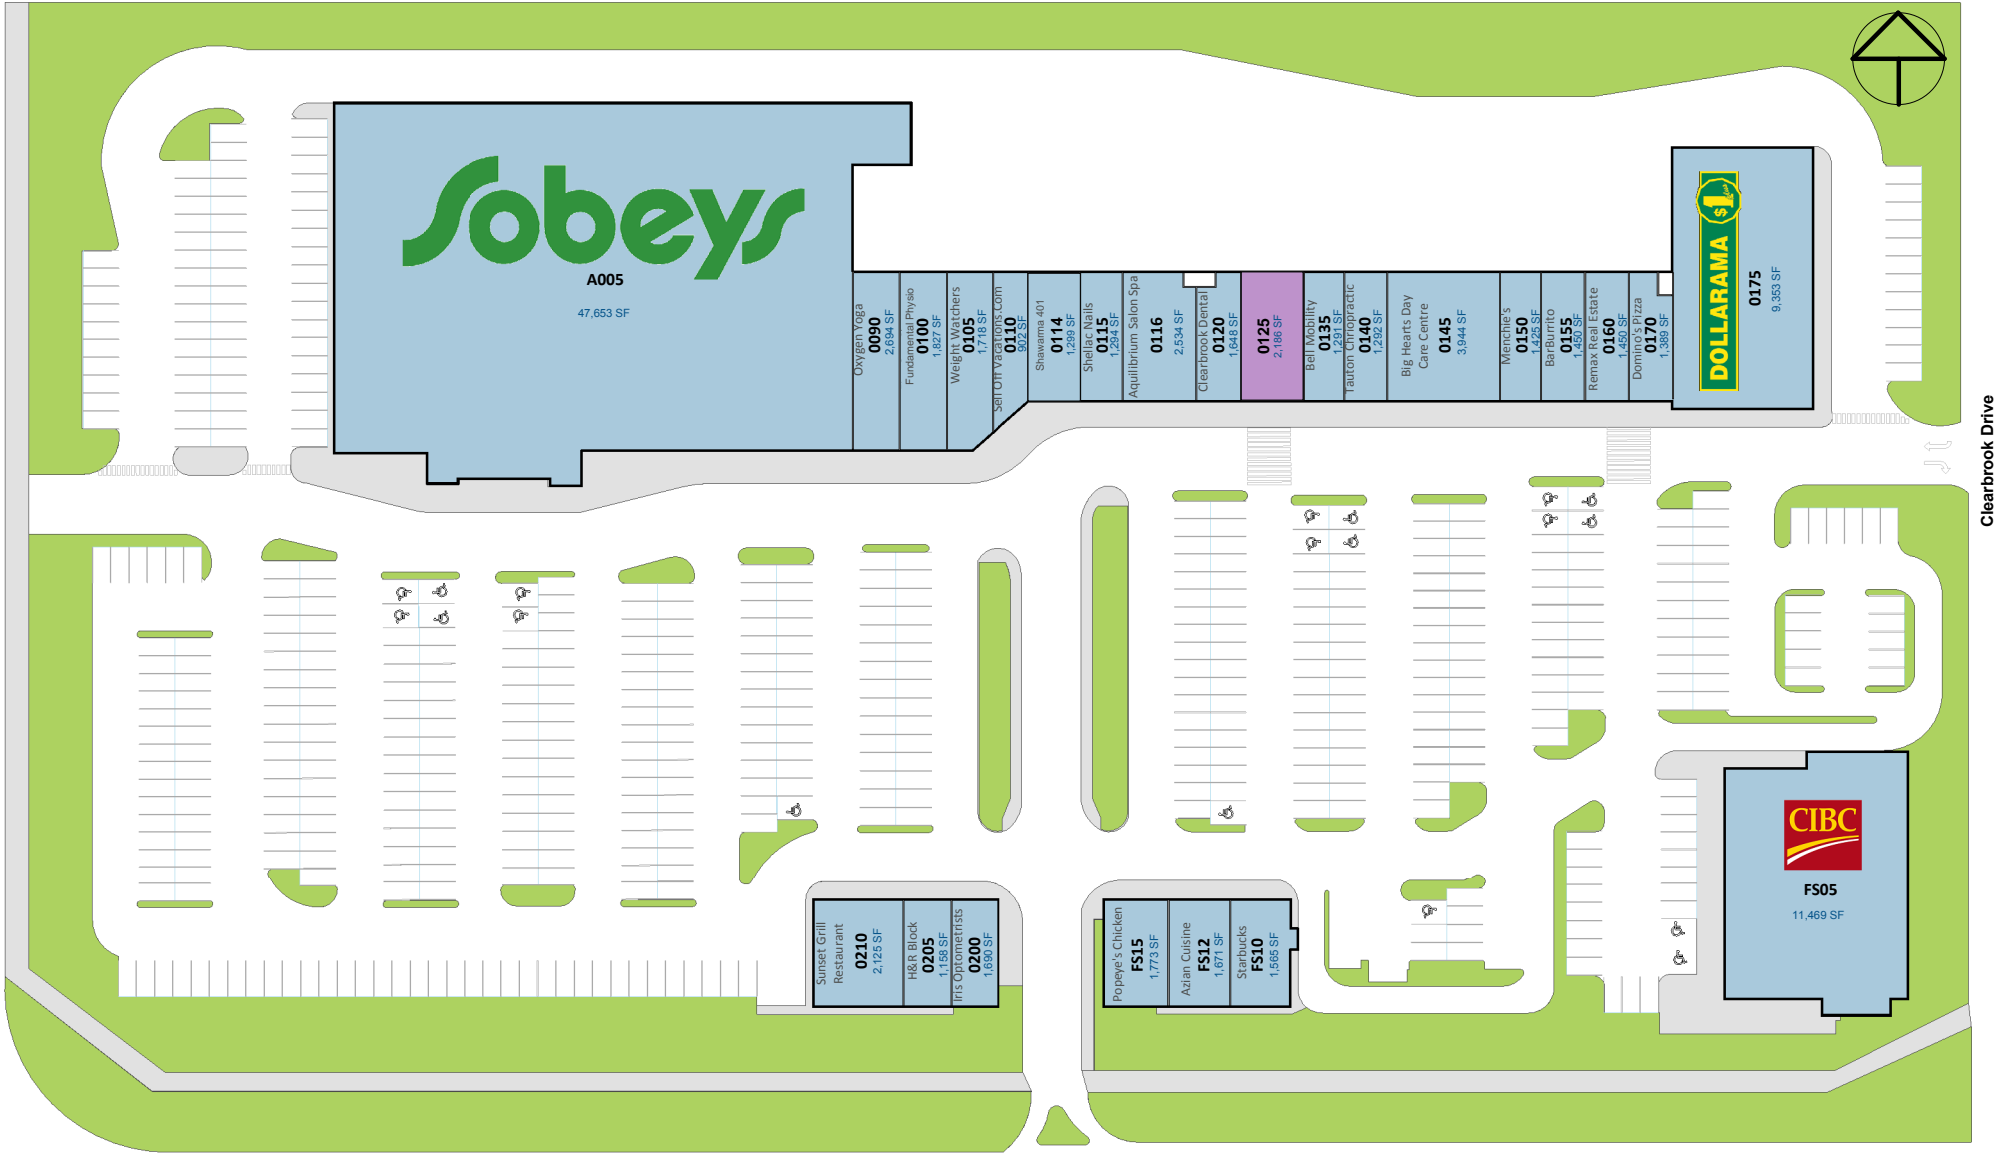 Sobeys
A005
47,653 SF
Oxygen Yoga
0090
2,694 SF
Fundamental Physio
0100
1,827 SF
Weight Watchers
0105
1,718 SF
Sell Off Vacations.Com
0110
902 SF
Shawarma 401
0114
1,299 SF
Shellac Nails
0115
1,294 SF
Aquilibrium Salon Spa
0116
2,534 SF
Clearbrook Dental
0120
1,648 SF
0125
2,186 SF
Bell Mobility
0135
1,291 SF
Tauton Chriopractic
0140
1,292 SF
Big Hearts Day
Care Centre
0145
3,944 SF
Menchie's
0150
1,425 SF
BarBurrito
0155
1,450 SF
Remax Real Estate
0160
1,450 SF
Domino's Pizza
0170
1,389 SF
DOLLARAMA $1
0175
9,353 SF
Clearbrook Drive
CIBC
FS05
11,469 SF
Sunset Grill
Restaurant
0210
2,125 SF
H&R Block
0205
1,158 SF
Iris Optometrists
0200
1,690 SF
Popeye's Chicken
FS15
1,773 SF
Azian Cuisine
FS12
1,671 SF
Starbucks
FS10
1,565 SF